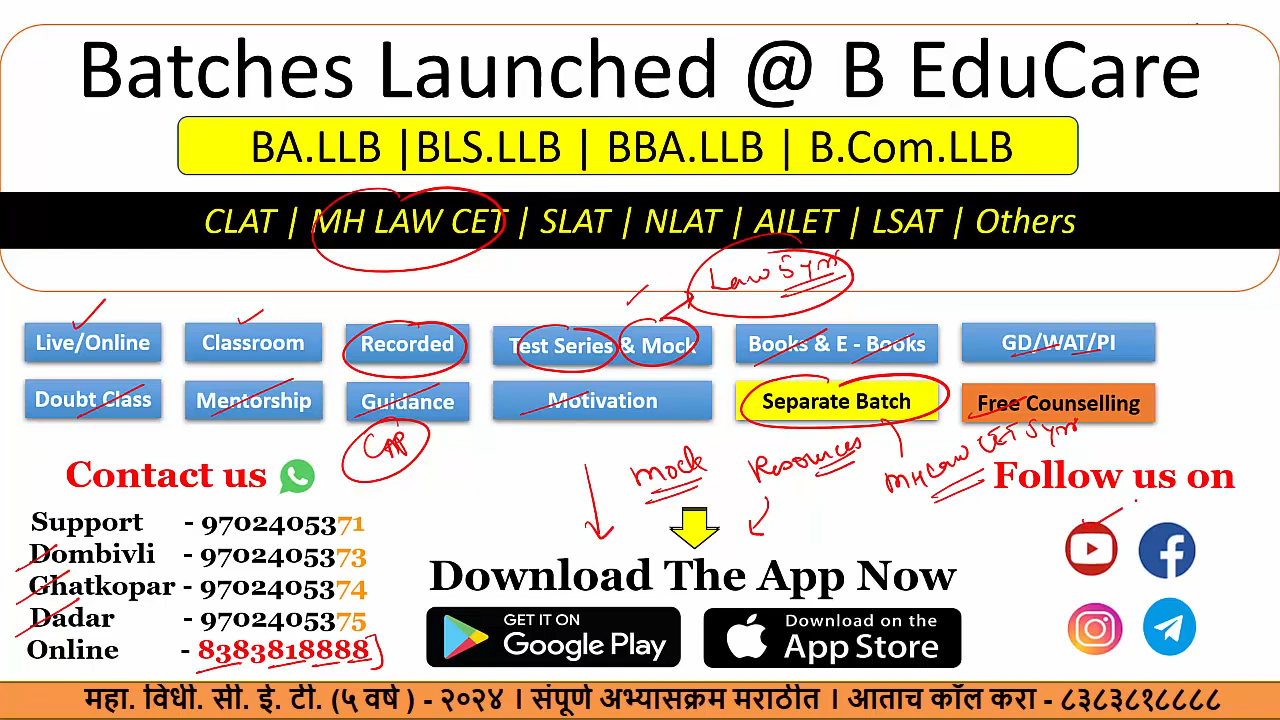 Batches Launched @ B EduCare
BA.LLB |BLS.LLB | BBA.LLB | B.Com.LLB
CLAT | MH LAW CET | SLAT | NLAT | AILET | LSAT | Others
Law Sym
Live/Online Classroom Recorded Test Series & Mock Books & E - Books GD/WAT/PI
Doubt Class Mentorship Guidance Motivation Separate Batch Free Counselling
CAP mock Resources MH Law CET Sym
Contact us Follow us on
Support - 9702405371
Dombivli - 9702405373
Ghatkopar - 9702405374
Dadar - 9702405375
Online - 8383818888
Download The App Now
GET IT ON
Google Play
Download on the
App Store
महा. विधी. सी. ई. टी. (५ वर्ष) - २०२४ । संपूर्ण अभ्यासक्रम मराठीत । आताच कॉल करा - ८३८३८१८८८८